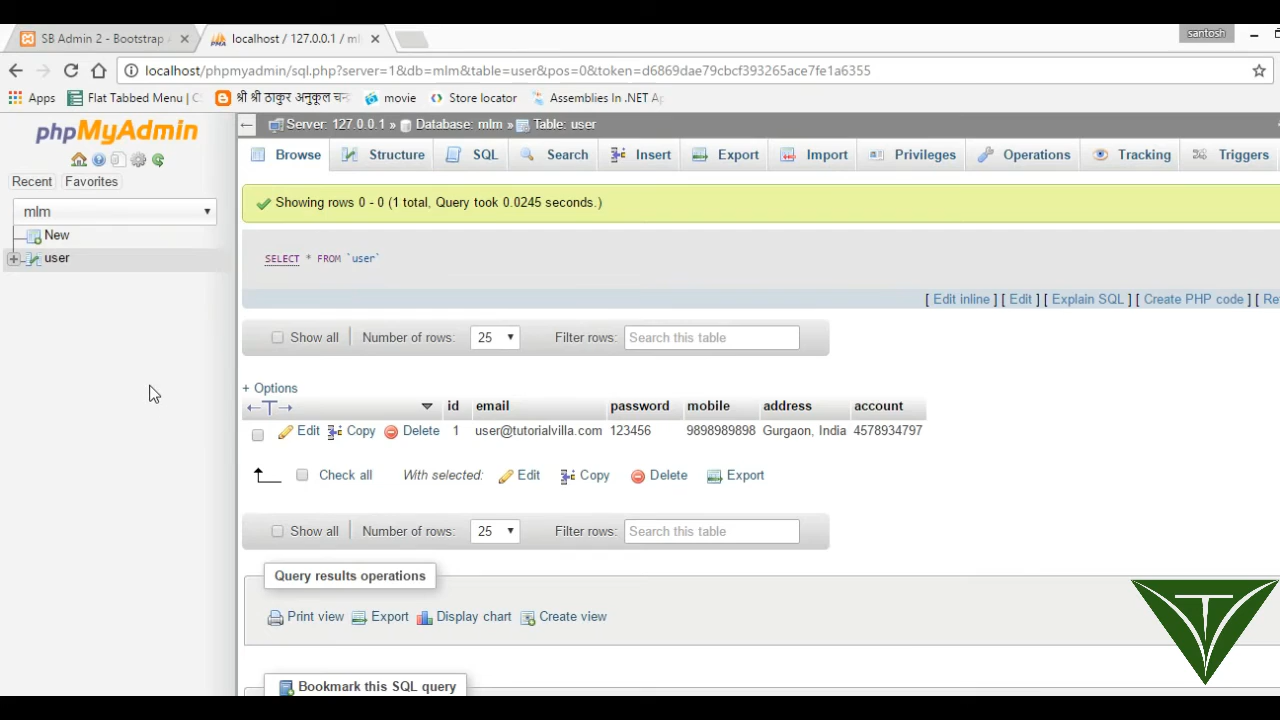 SB Admin 2 - Bootstrap
localhost / 127.0.0.1 / ml
santosh
localhost/phpmyadmin/sql.php?server=1&db=mlm&table=user&pos=0&token=d6869dae79cbcf393265ace7fe1a6355
Apps Flat Tabbed Menu | C श्री श्री ठाकुर अनुकूल चन् movie Store locator Assemblies In .NET Ap
phpMyAdmin
Recent Favorites
mlm
New
user
Server: 127.0.0.1 » Database: mlm » Table: user
Browse Structure SQL Search Insert Export Import Privileges Operations Tracking Triggers
Showing rows 0 - 0 (1 total, Query took 0.0245 seconds.)
SELECT * FROM `user`
[ Edit inline ] [ Edit ] [ Explain SQL ] [ Create PHP code ] [ Re
Show all Number of rows: 25 Filter rows: Search this table
+ Options
←T→ id email password mobile address account
Edit Copy Delete 1 user@tutorialvilla.com 123456 9898989898 Gurgaon, India 4578934797
Check all With selected: Edit Copy Delete Export
Show all Number of rows: 25 Filter rows: Search this table
Query results operations
Print view Export Display chart Create view
Bookmark this SQL query